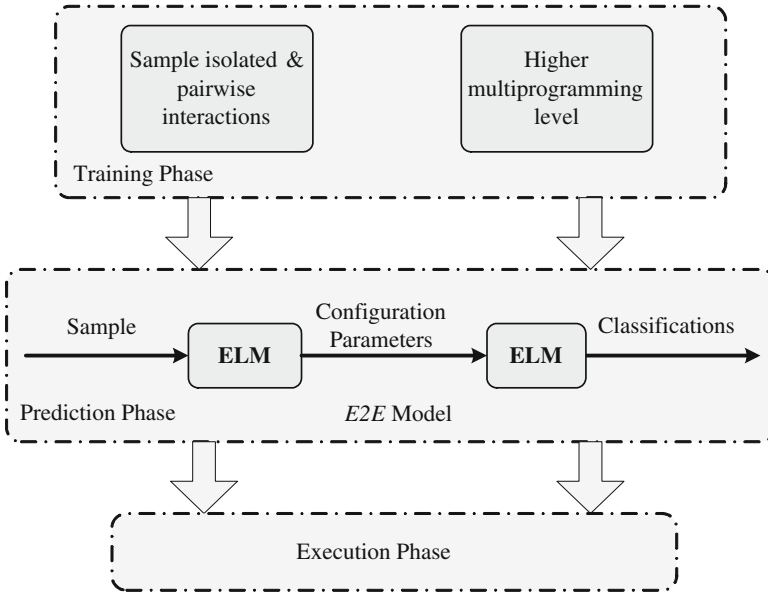 Sample isolated &
pairwise
interactions
Higher
multiprogramming
level
Training Phase
Sample
ELM
Configuration
Parameters
ELM
Classifications
Prediction Phase
E2E Model
Execution Phase